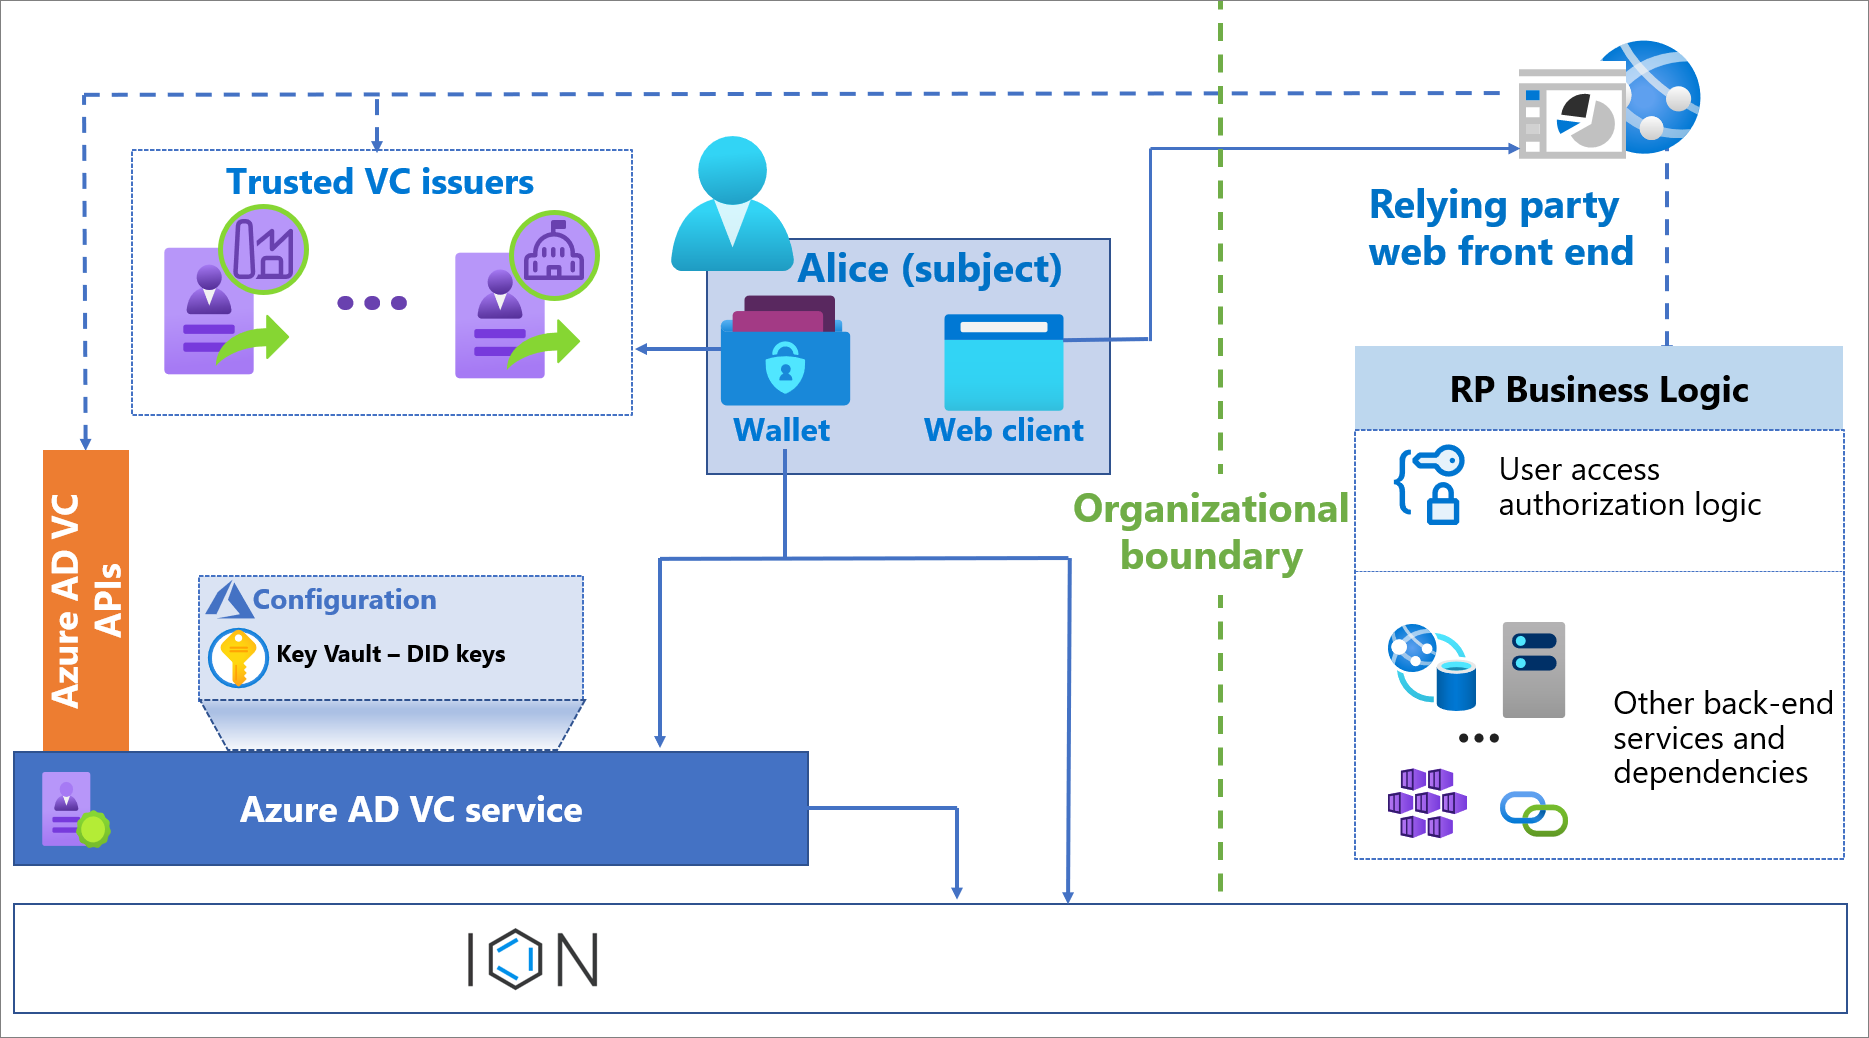 Trusted VC issuers
Alice (subject)
Wallet
Web client
Relying party
web front end
RP Business Logic
User access
authorization logic
Organizational
boundary
Azure AD VC
APIs
Configuration
Key Vault – DID keys
Other back-end
services and
dependencies
Azure AD VC service
ION